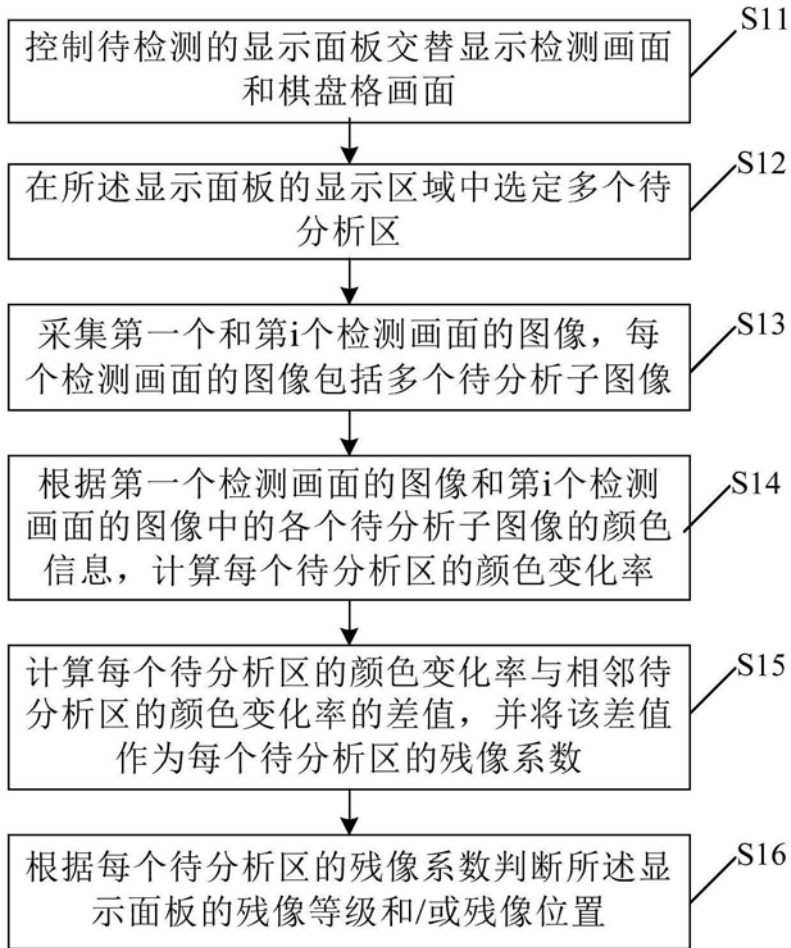 S11
控制待检测的显示面板交替显示检测画面
和棋盘格画面
S12
在所述显示面板的显示区域中选定多个待
分析区
S13
采集第一个和第i个检测画面的图像，每
个检测画面的图像包括多个待分析子图像
S14
根据第一个检测画面的图像和第i个检测
画面的图像中的各个待分析子图像的颜色
信息，计算每个待分析区的颜色变化率
S15
计算每个待分析区的颜色变化率与相邻待
分析区的颜色变化率的差值，并将该差值
作为每个待分析区的残像系数
S16
根据每个待分析区的残像系数判断所述显
示面板的残像等级和/或残像位置